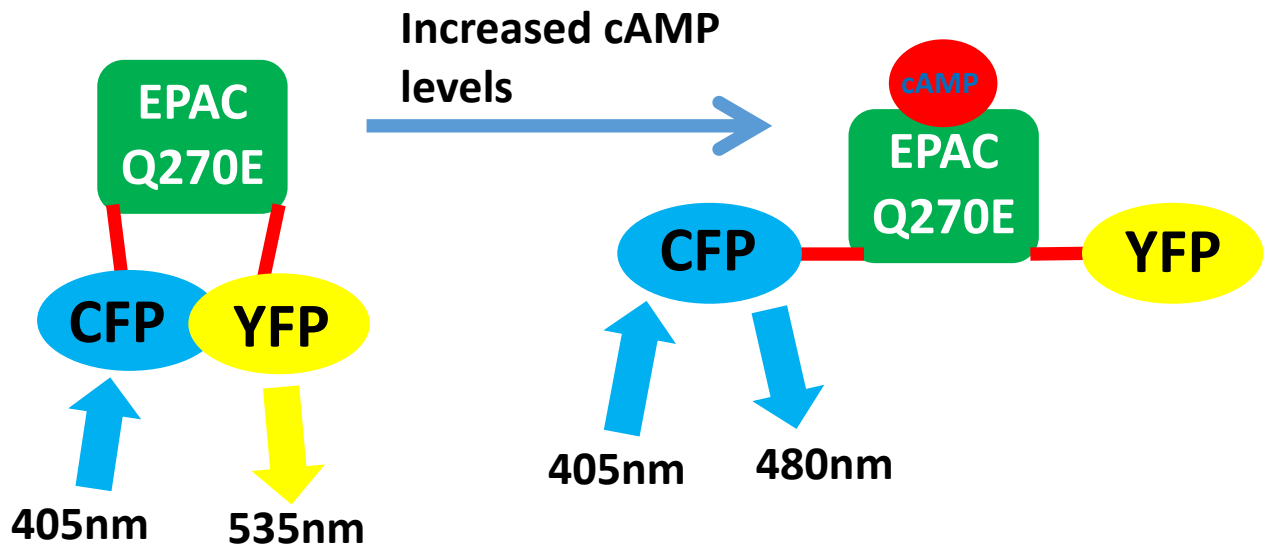 Increased cAMP
levels
EPAC
Q270E
CFP
YFP
405nm
535nm
cAMP
EPAC
Q270E
CFP
YFP
405nm
480nm